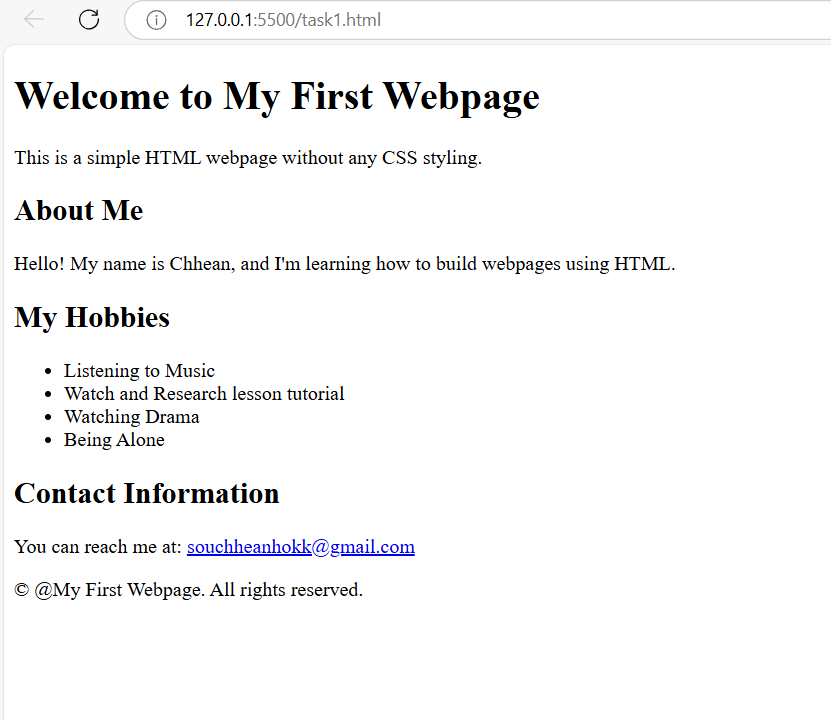 127.0.0.1:5500/task1.html
Welcome to My First Webpage
This is a simple HTML webpage without any CSS styling.
About Me
Hello! My name is Chhean, and I'm learning how to build webpages using HTML.
My Hobbies
• Listening to Music
• Watch and Research lesson tutorial
• Watching Drama
• Being Alone
Contact Information
You can reach me at: souchheanhokk@gmail.com
© @My First Webpage. All rights reserved.